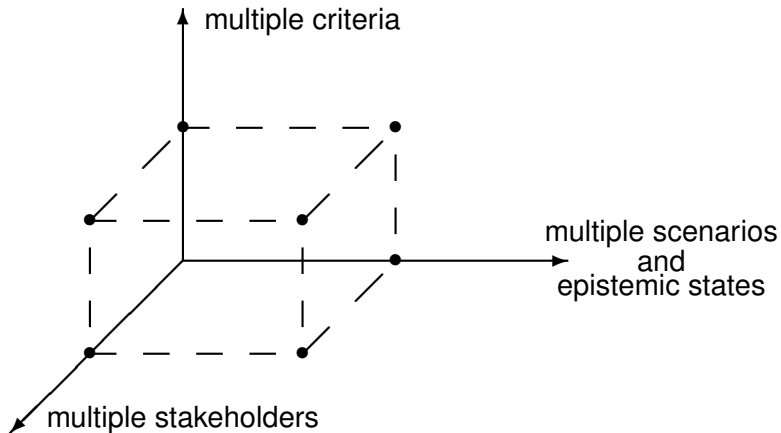 multiple criteria
multiple scenarios
and
epistemic states
multiple stakeholders